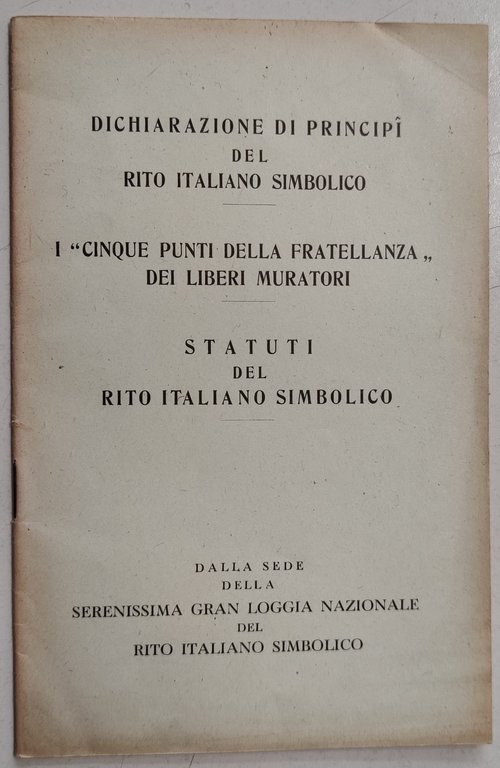 DICHIARAZIONE DI PRINCIPÎ
DEL
RITO ITALIANO SIMBOLICO
I “CINQUE PUNTI DELLA FRATELLANZA„
DEI LIBERI MURATORI
STATUTI
DEL
RITO ITALIANO SIMBOLICO
DALLA SEDE
DELLA
SERENISSIMA GRAN LOGGIA NAZIONALE
DEL
RITO ITALIANO SIMBOLICO